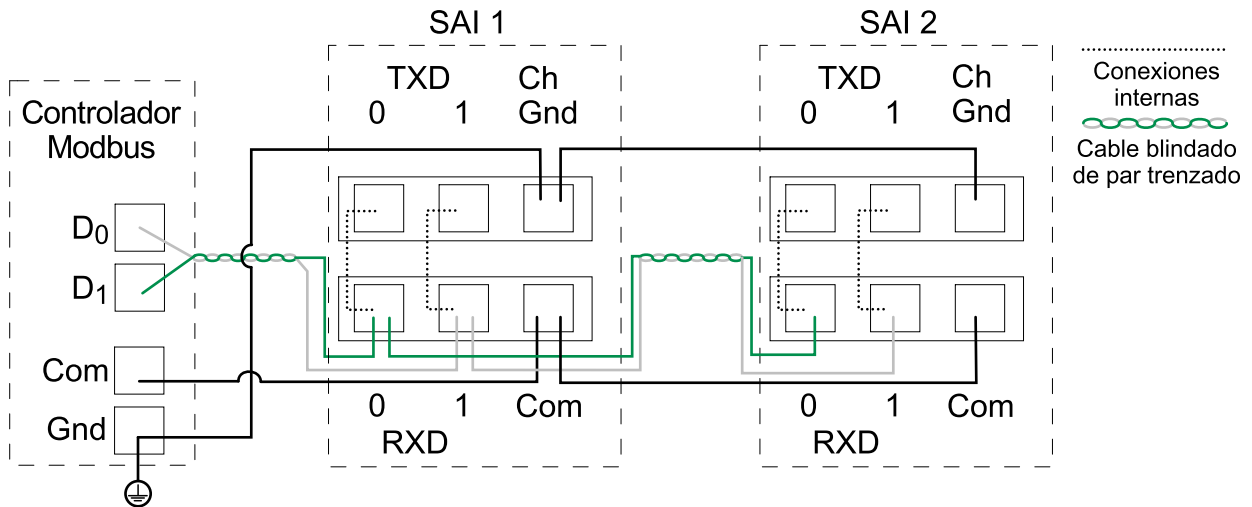 SAI 1
SAI 2
Controlador
Modbus
D0
D1
Com
Gnd
TXD
Ch
0
1
Gnd
0
1
Com
RXD
TXD
Ch
0
1
Gnd
0
1
Com
RXD
Conexiones
internas
Cable blindado
de par trenzado